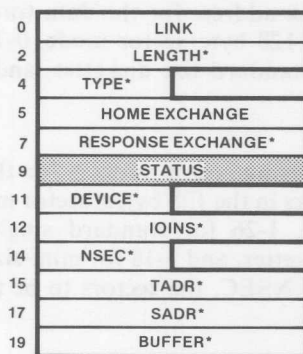 0 LINK
2 LENGTH*
4 TYPE*
5 HOME EXCHANGE
7 RESPONSE EXCHANGE*
9 STATUS
11 DEVICE*
12 IOINS*
14 NSEC*
15 TADR*
17 SADR*
19 BUFFER*